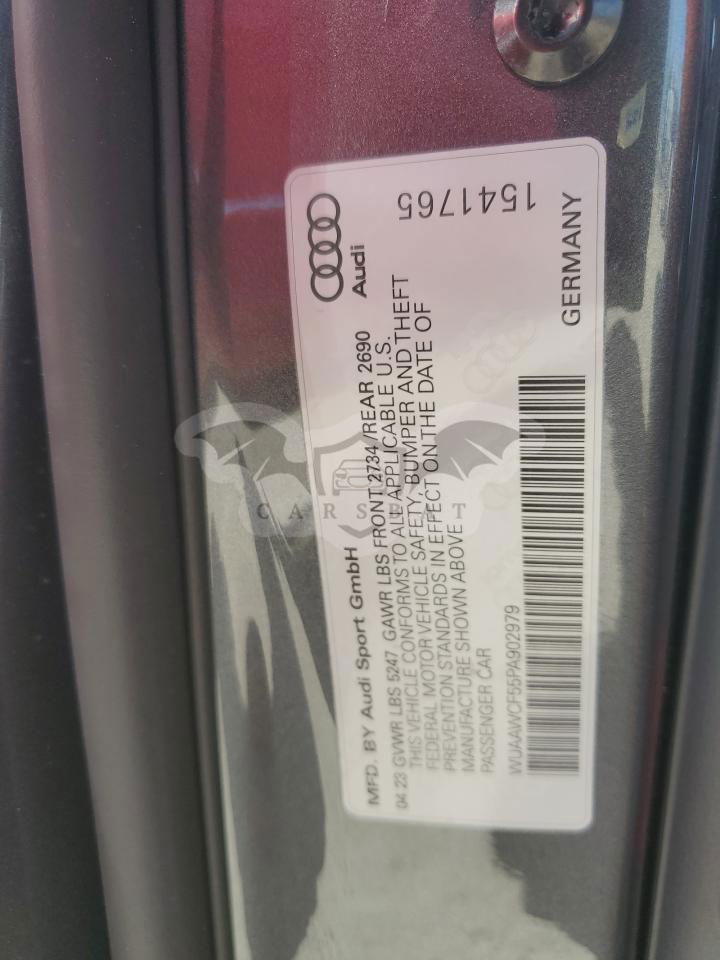 MFD. BY Audi Sport GmbH
Audi
04 23 GVWR LBS 5247 GAWR LBS FRONT 2734 /REAR 2690
THIS VEHICLE CONFORMS TO ALL APPLICABLE U.S.
FEDERAL MOTOR VEHICLE SAFETY, BUMPER AND THEFT
PREVENTION STANDARDS IN EFFECT ON THE DATE OF
MANUFACTURE SHOWN ABOVE
PASSENGER CAR
WUAAWCF55PA902979
GERMANY
1541765
CARSBAT